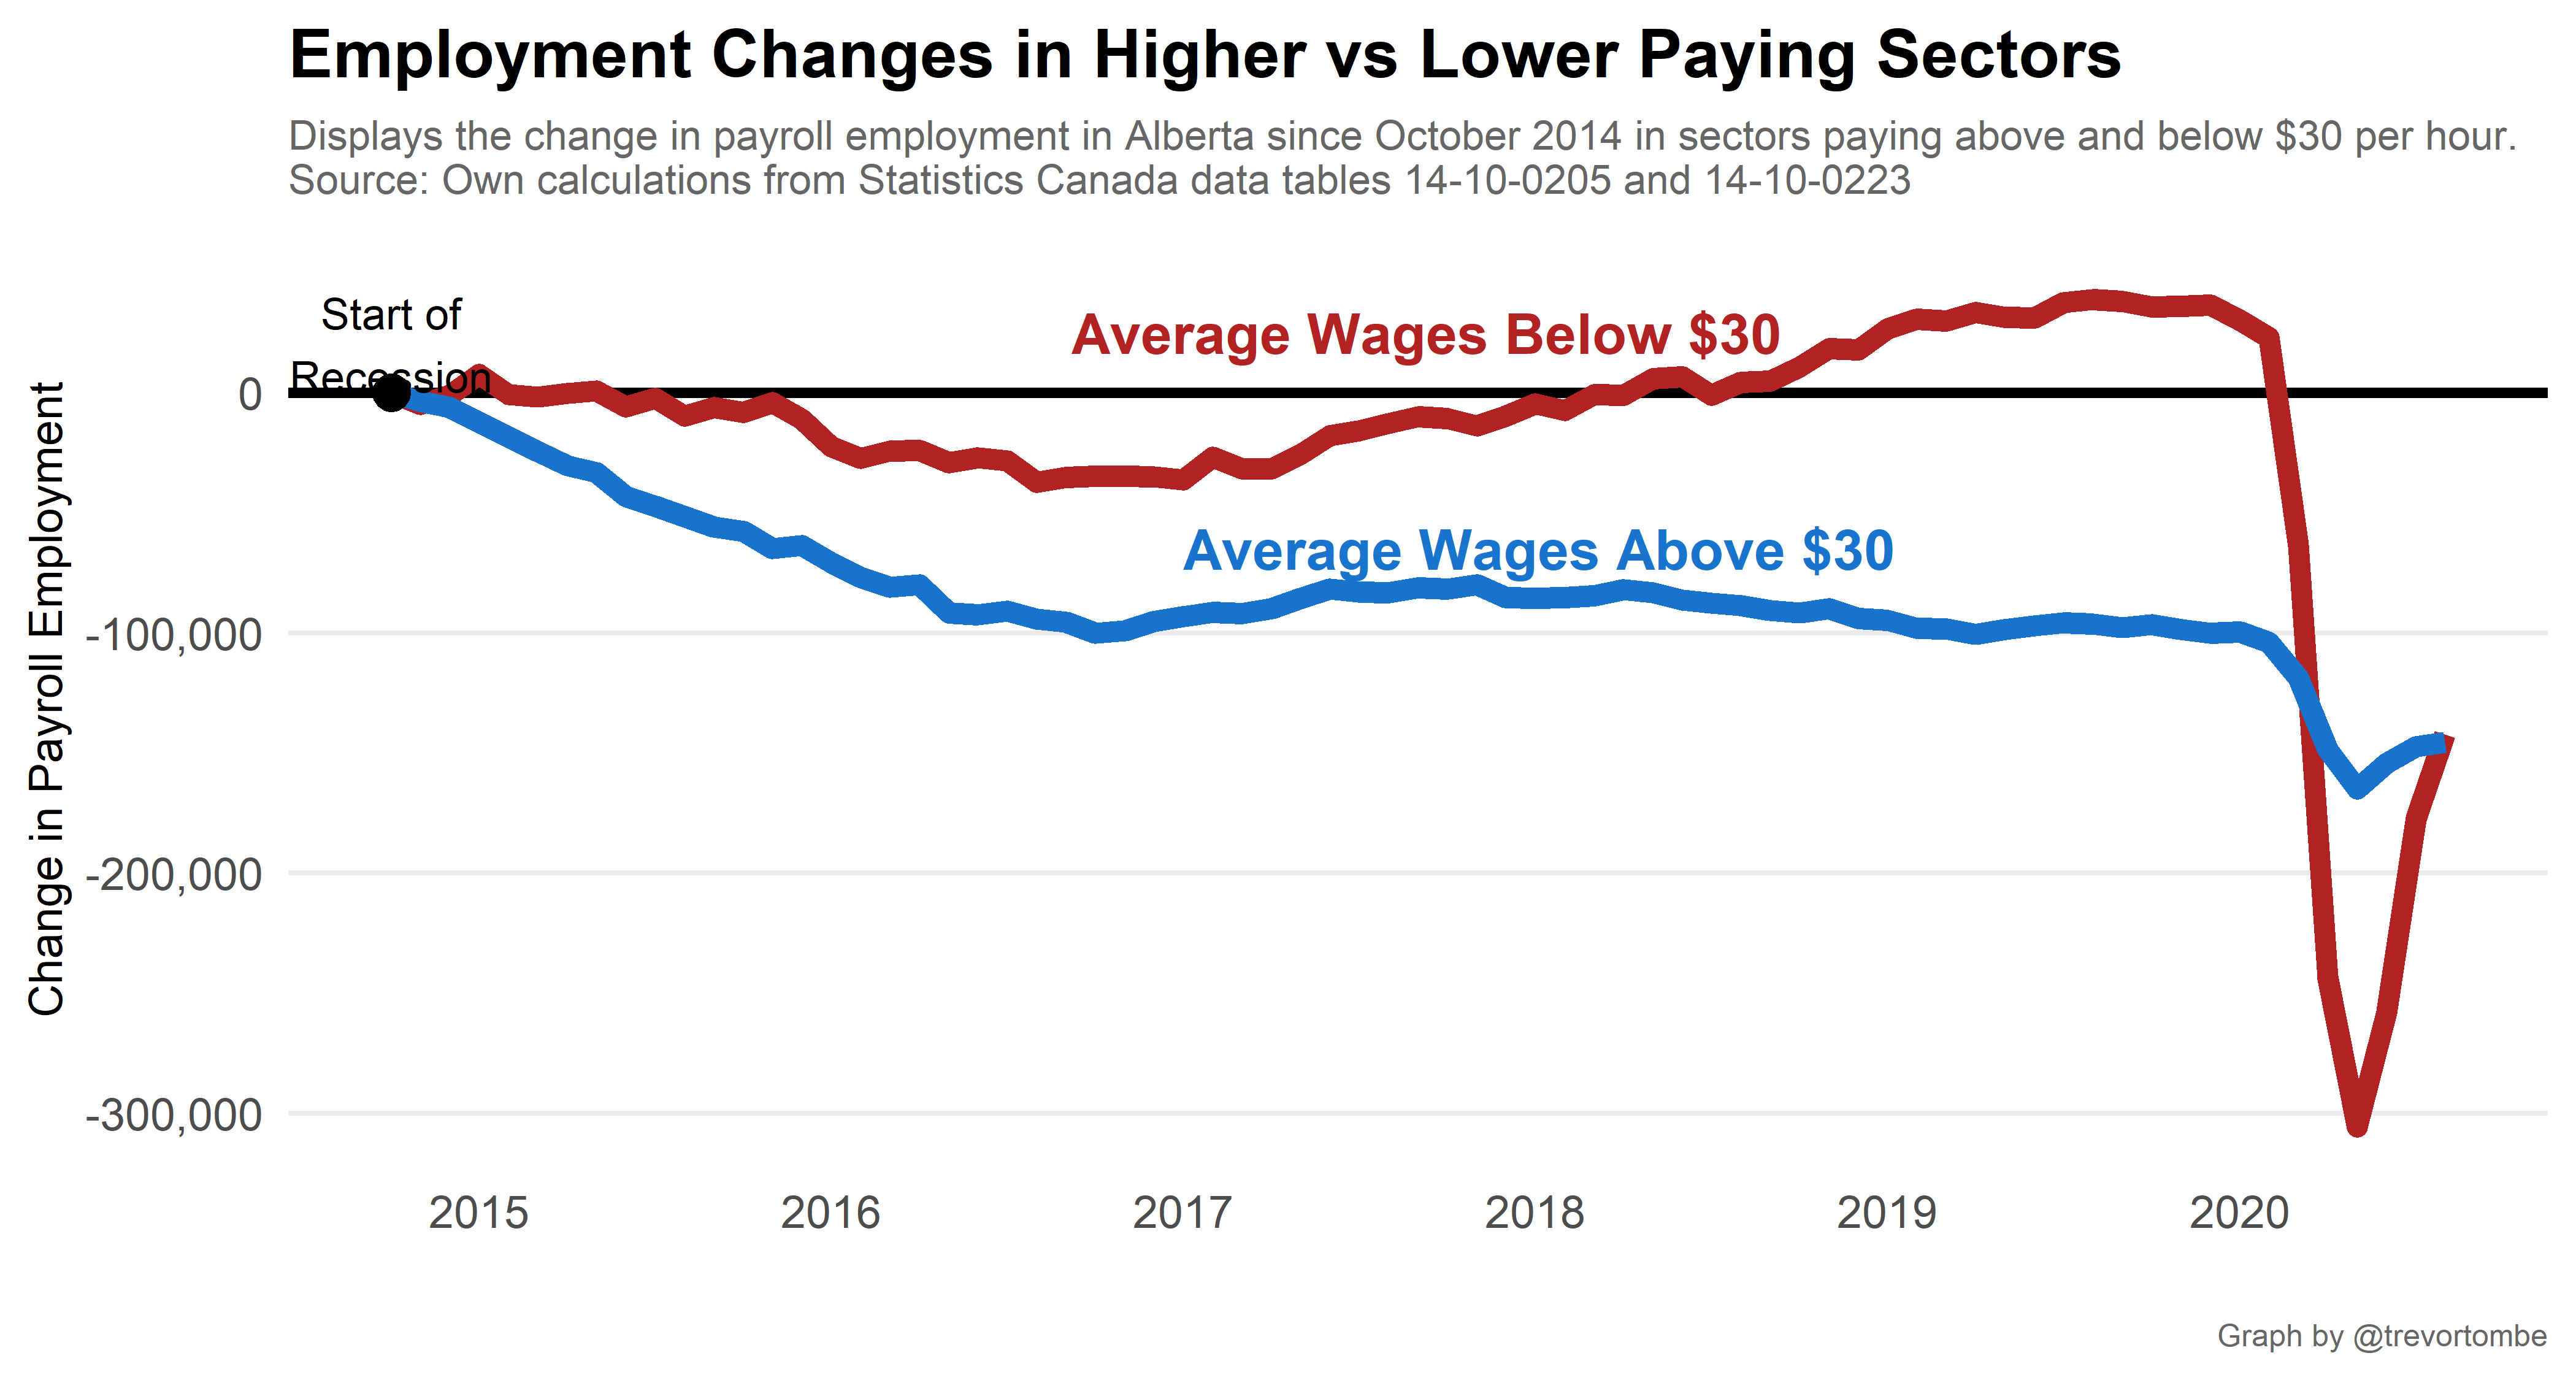 Employment Changes in Higher vs Lower Paying Sectors
Displays the change in payroll employment in Alberta since October 2014 in sectors paying above and below $30 per hour.
Source: Own calculations from Statistics Canada data tables 14-10-0205 and 14-10-0223
Start of
Recession
Average Wages Below $30
Average Wages Above $30
Change in Payroll Employment
0
-100,000
-200,000
-300,000
2015 2016 2017 2018 2019 2020
Graph by @trevortombe